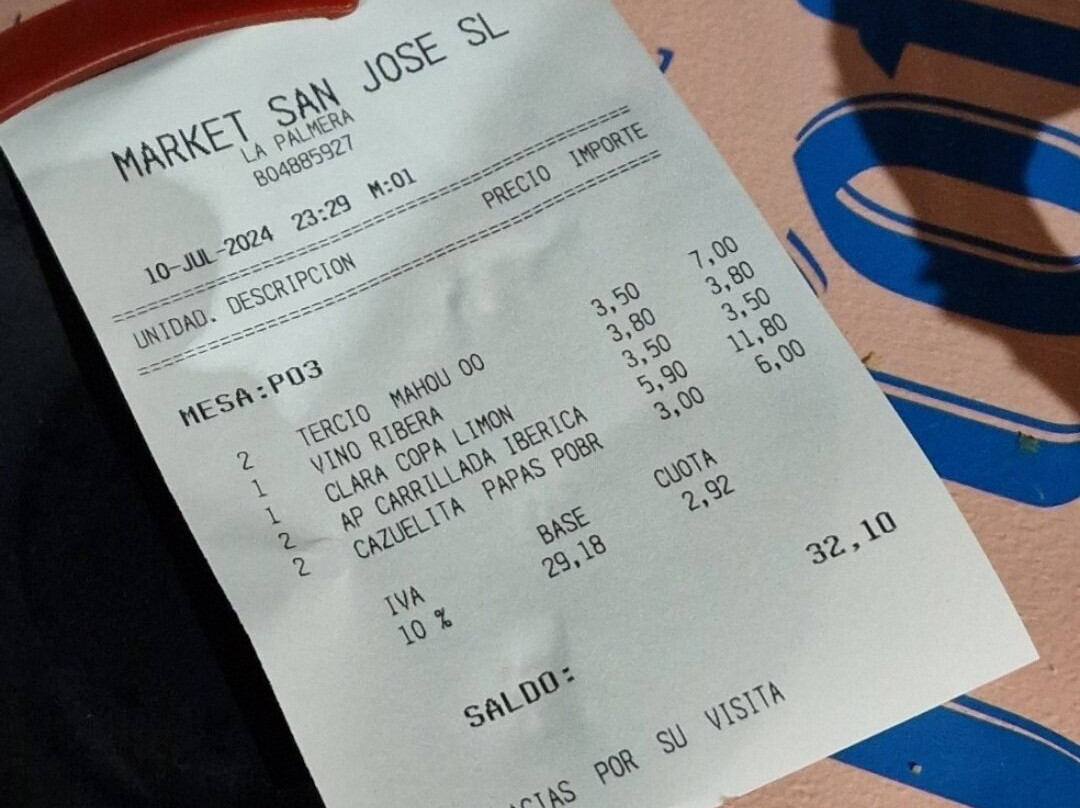 MARKET SAN JOSE SL
LA PALMERA
B04885927
10-JUL-2024 23:29 M:01
UNIDAD. DESCRIPCION PRECIO IMPORTE
MESA:P03
2 TERCIO MAHOU 00 3,50 7,00
1 VINO RIBERA 3,80 3,80
1 CLARA COPA LIMON 3,50 3,50
2 AP CARRILLADA IBERICA 5,90 11,80
2 CAZUELITA PAPAS POBR 3,00 6,00
IVA BASE CUOTA
10 % 29,18 2,92
SALDO: 32,10
POR SU VISITA